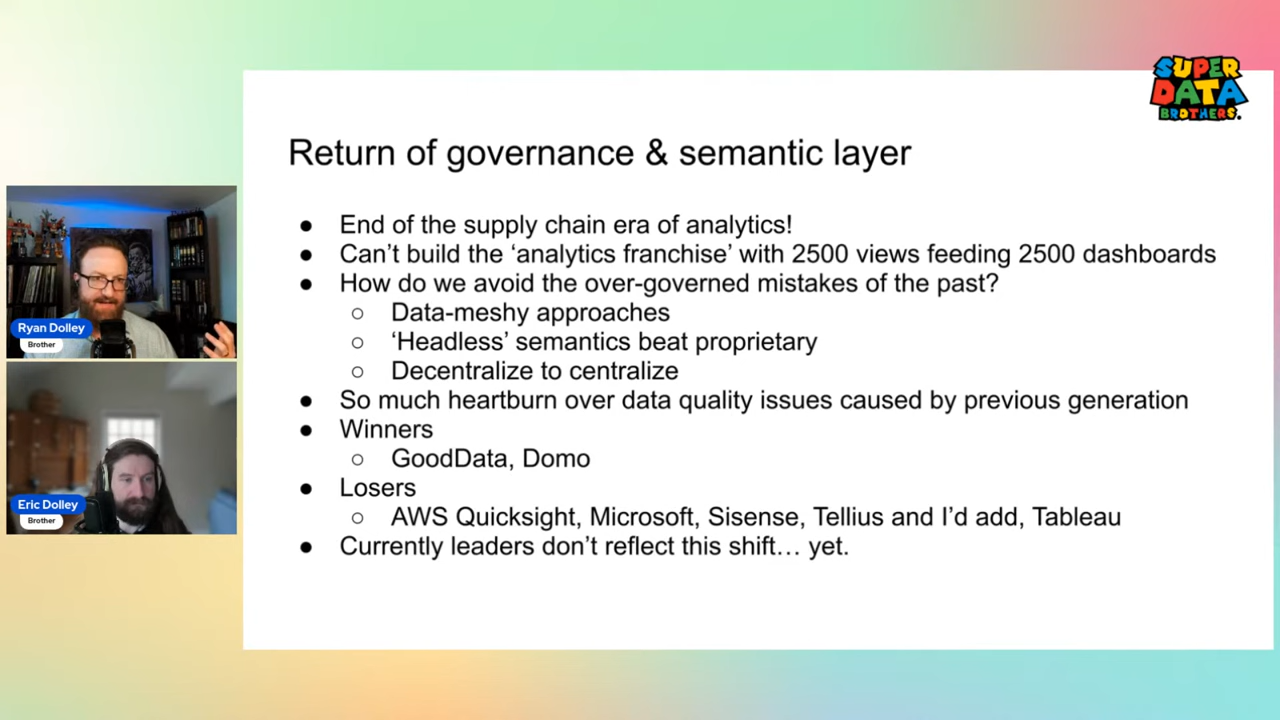 SUPER
DATA
BROTHERS.
Return of governance & semantic layer
● End of the supply chain era of analytics!
● Can’t build the ‘analytics franchise’ with 2500 views feeding 2500 dashboards
● How do we avoid the over-governed mistakes of the past?
○ Data-meshy approaches
○ ‘Headless’ semantics beat proprietary
○ Decentralize to centralize
● So much heartburn over data quality issues caused by previous generation
● Winners
○ GoodData, Domo
● Losers
○ AWS Quicksight, Microsoft, Sisense, Tellius and I’d add, Tableau
● Currently leaders don’t reflect this shift… yet.
Ryan Dolley
Brother
Eric Dolley
Brother